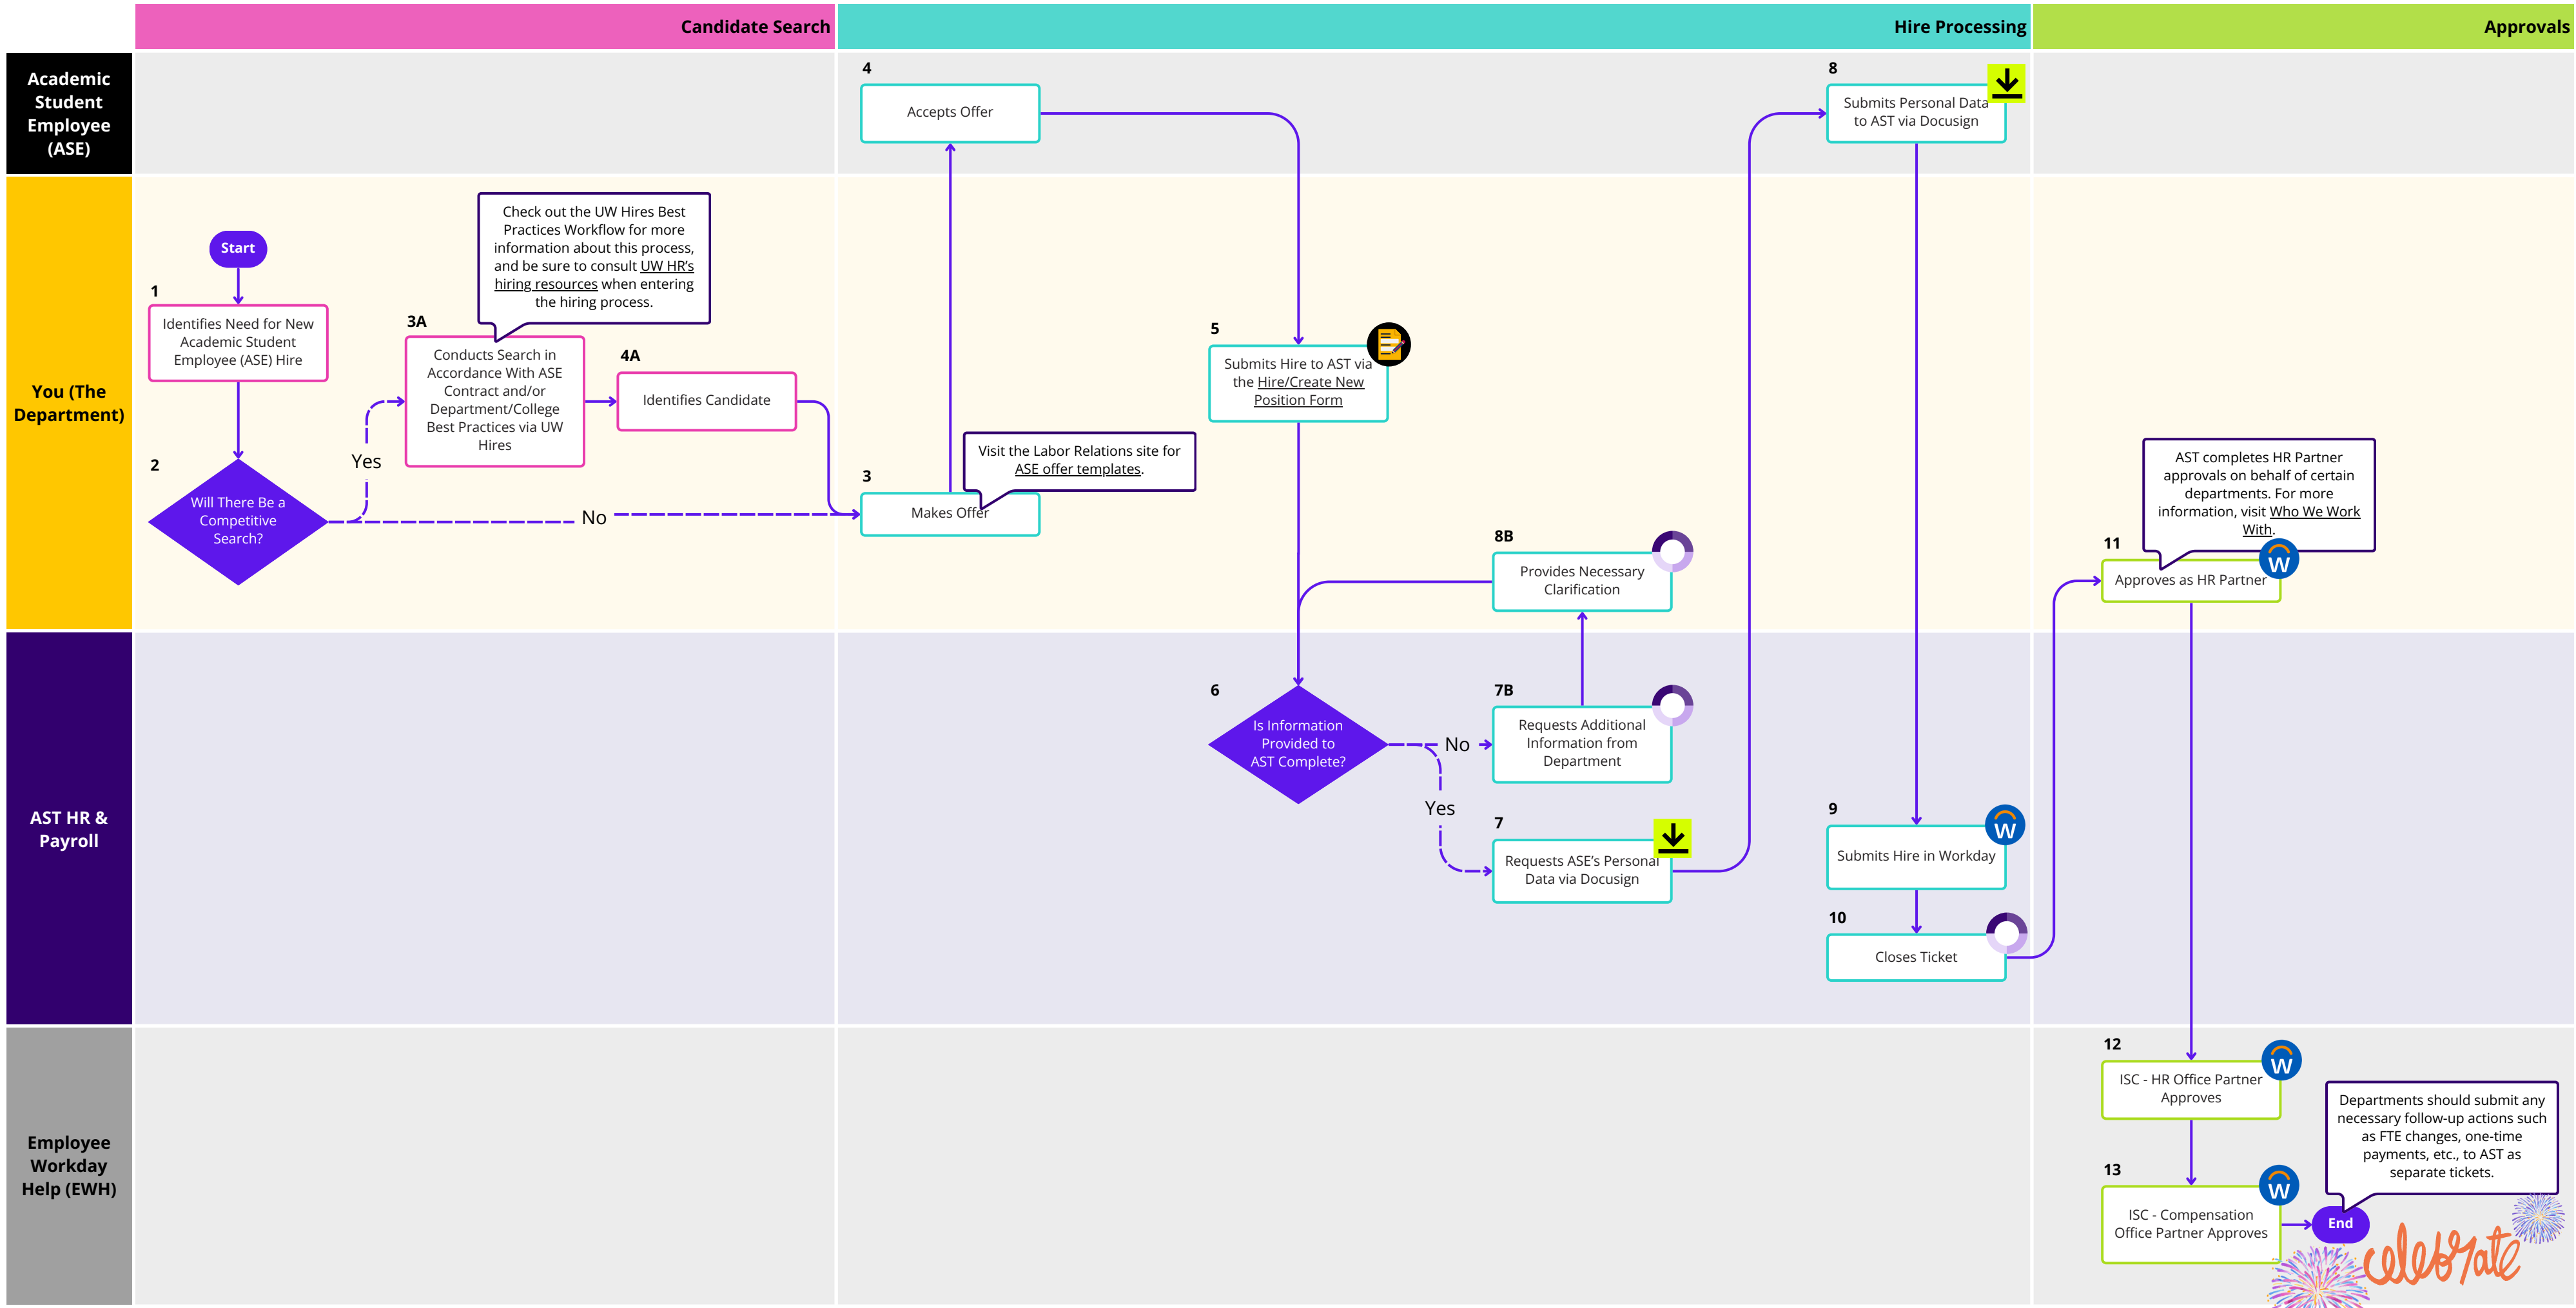 Candidate Search
Hire Processing
Approvals
Academic
Student
Employee
(ASE)
4
Accepts Offer
8
Submits Personal Data
to AST via Docusign
You (The
Department)
Start
1
Identifies Need for New
Academic Student
Employee (ASE) Hire
2
Will There Be a
Competitive
Search?
Yes
No
Check out the UW Hires Best
Practices Workflow for more
information about this process,
and be sure to consult UW HR’s
hiring resources when entering
the hiring process.
3A
Conducts Search in
Accordance With ASE
Contract and/or
Department/College
Best Practices via UW
Hires
4A
Identifies Candidate
3
Makes Offer
Visit the Labor Relations site for
ASE offer templates.
5
Submits Hire to AST via
the Hire/Create New
Position Form
8B
Provides Necessary
Clarification
AST completes HR Partner
approvals on behalf of certain
departments. For more
information, visit Who We Work
With.
11
Approves as HR Partner
W
AST HR &
Payroll
6
Is Information
Provided to
AST Complete?
No
Yes
7B
Requests Additional
Information from
Department
7
Requests ASE’s Personal
Data via Docusign
9
Submits Hire in Workday
W
10
Closes Ticket
Employee
Workday
Help (EWH)
12
ISC - HR Office Partner
Approves
W
13
ISC - Compensation
Office Partner Approves
W
Departments should submit any
necessary follow-up actions such
as FTE changes, one-time
payments, etc., to AST as
separate tickets.
End
celebrate